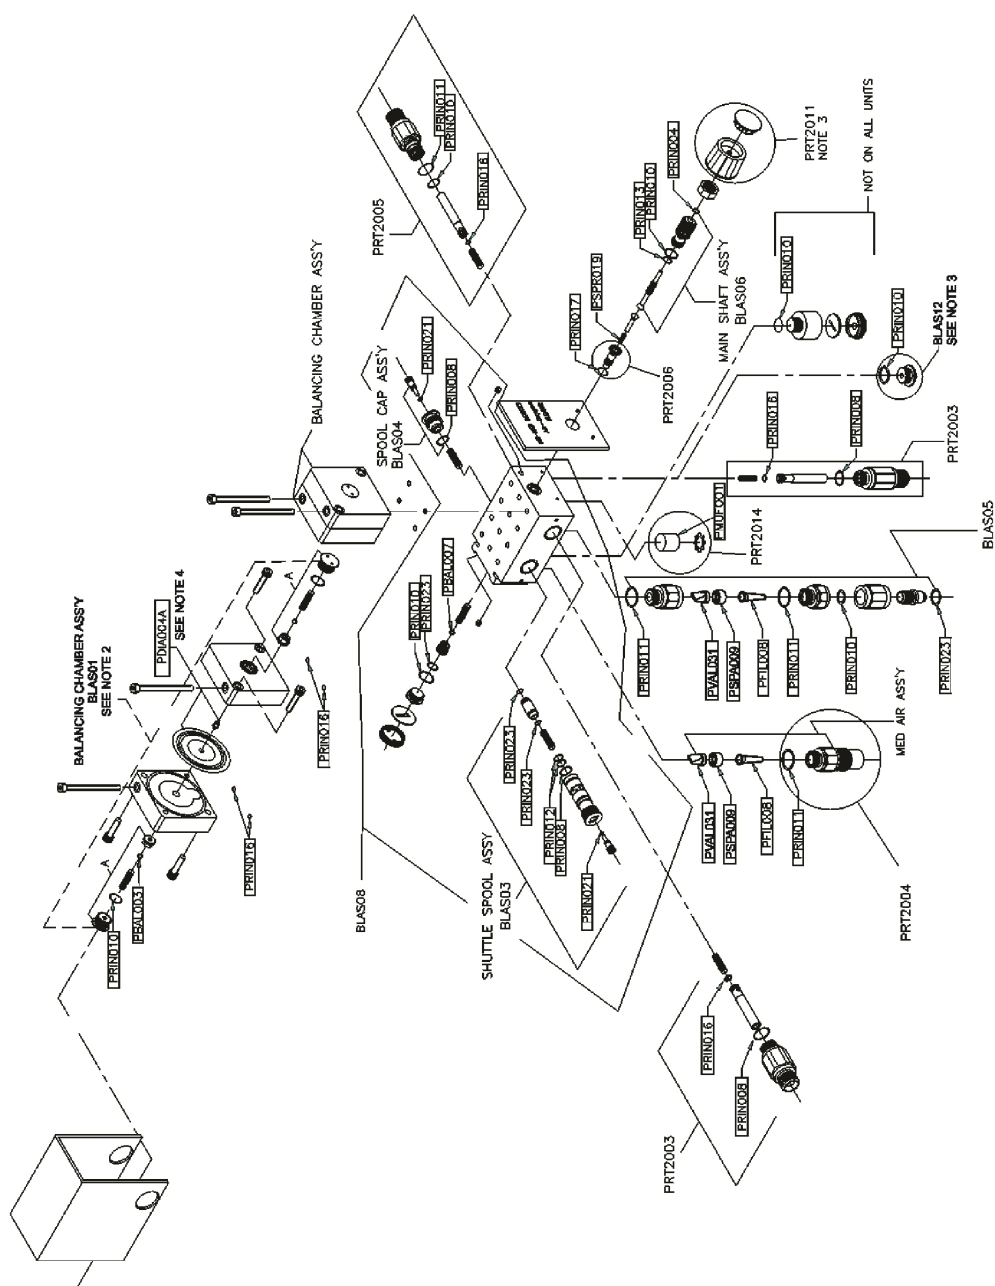 PRIN011
PRIN010
PRIN016
PRT2005
PRT2011
NOTE 3
PRIN004
PRIN013
PRIN010
PSPR019
PRIN017
MAIN SHAFT ASS'Y
BLAS06
PRT2006
NOT ON ALL UNITS
PRIN010
PRIN010
BLAS12
SEE NOTE 3
BALANCING CHAMBER ASS'Y
SPOOL CAP ASS'Y
BLAS04
PRIN021
PRIN008
PRIN016
PRIN008
PRT2003
PMUF001
PRT2014
BLAS05
BALANCING CHAMBER ASS'Y
BLAS01
SEE NOTE 2
PDIA004A
SEE NOTE 4
A
PRIN016
PBAL007
PRIN010
PRIN023
PRIN011
PVAL031
PSPA009
PFIL008
PRIN011
PRIN010
PRIN023
MED AIR ASS'Y
PVAL031
PSPA009
PFIL008
PRIN011
PRT2004
A
PRIN016
PBAL003
PRIN010
BLAS08
PRIN023
PRIN023
PRIN012
PRIN008
PRIN021
SHUTTLE SPOOL ASSY
BLAS03
PRIN016
PRIN008
PRT2003